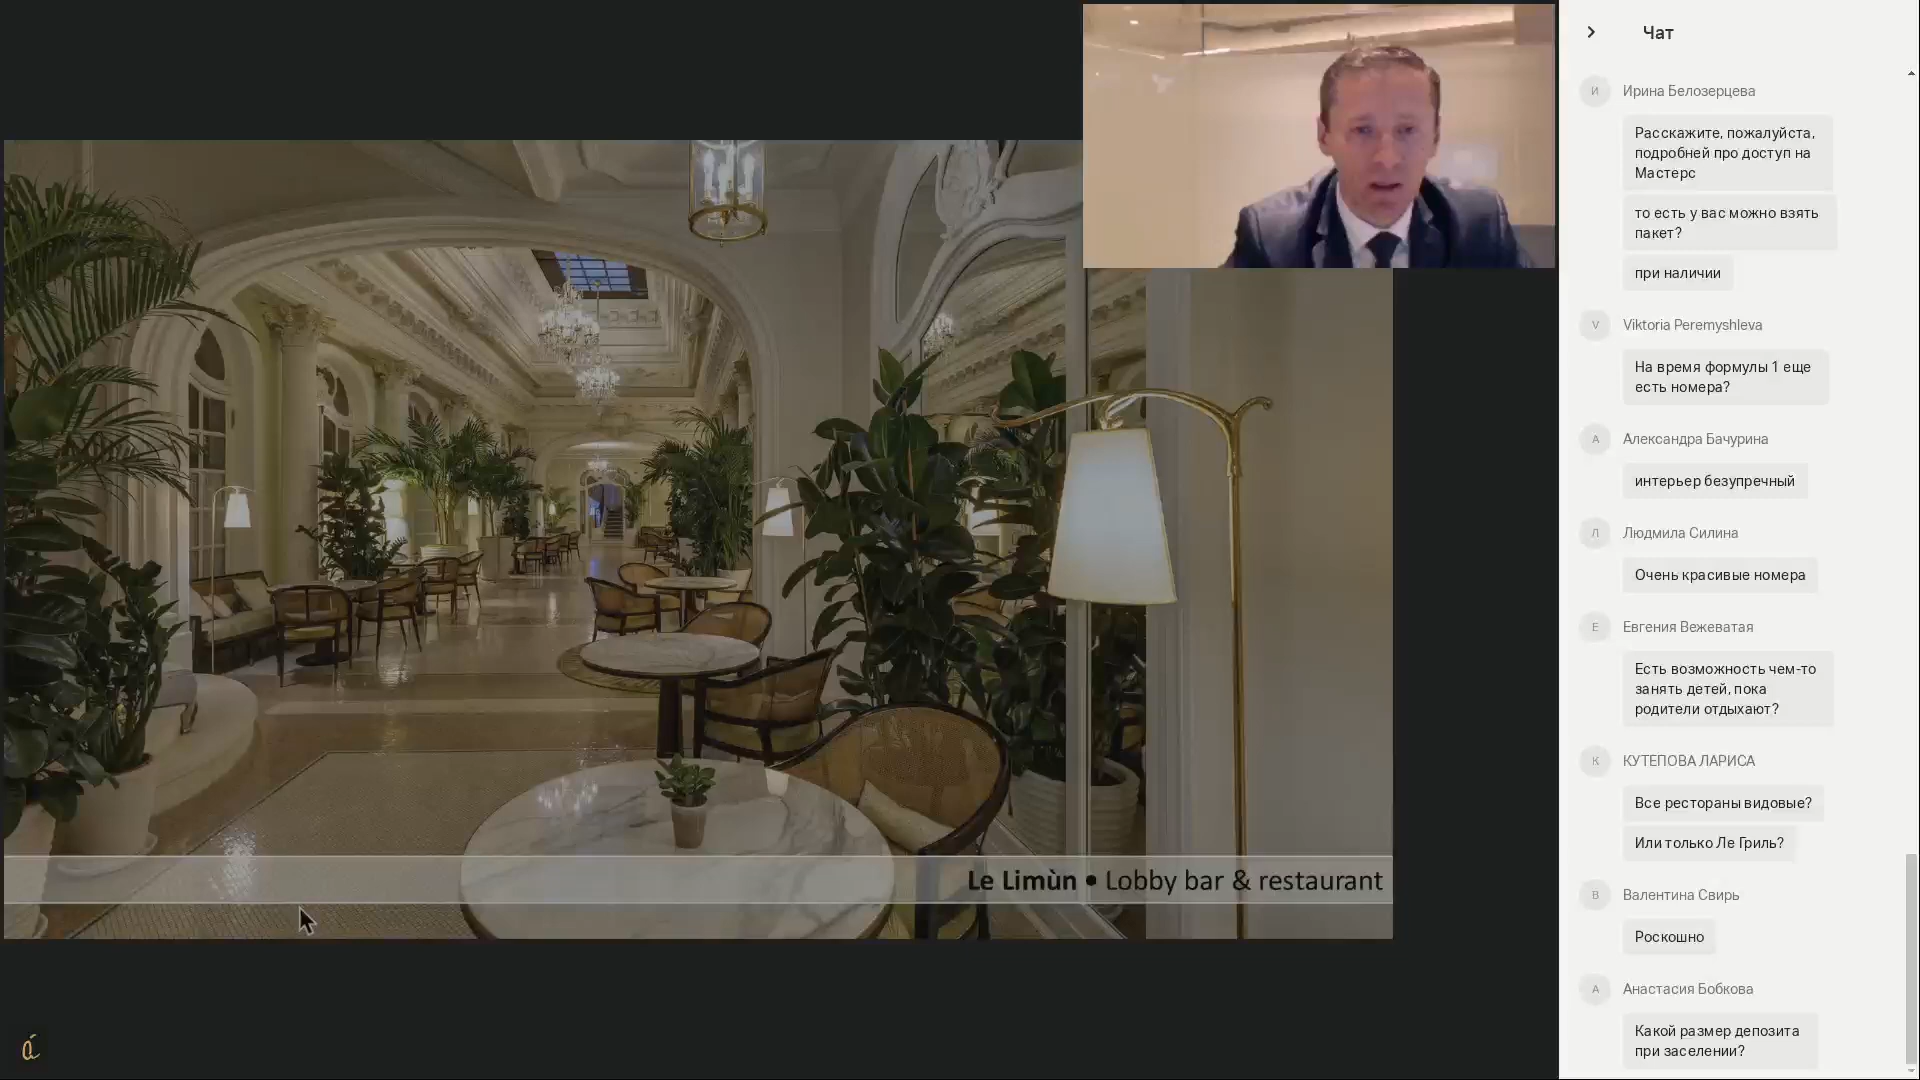 Le Limùn • Lobby bar & restaurant
á
Чат
И
Ирина Белозерцева
Расскажите, пожалуйста,
подробней про доступ на
Мастерс
то есть у вас можно взять
пакет?
при наличии
V
Viktoria Peremyshleva
На время формулы 1 еще
есть номера?
А
Александра Бачурина
интерьер безупречный
Л
Людмила Силина
Очень красивые номера
Е
Евгения Вежеватая
Есть возможность чем-то
занять детей, пока
родители отдыхают?
К
КУТЕПОВА ЛАРИСА
Все рестораны видовые?
Или только Ле Гриль?
В
Валентина Свирь
Роскошно
А
Анастасия Бобкова
Какой размер депозита
при заселении?